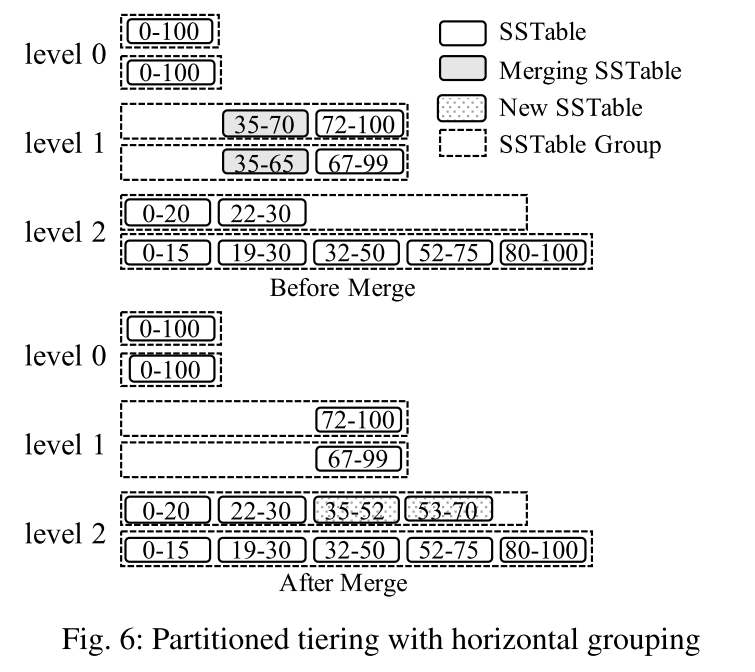 level 0
0-100
0-100
SSTable
Merging SSTable
New SSTable
SSTable Group
level 1
35-70 72-100
35-65 67-99
level 2
0-20 22-30
0-15 19-30 32-50 52-75 80-100
Before Merge
level 0
0-100
0-100
level 1
72-100
67-99
level 2
0-20 22-30 35-52 53-70
0-15 19-30 32-50 52-75 80-100
After Merge
Fig. 6: Partitioned tiering with horizontal grouping